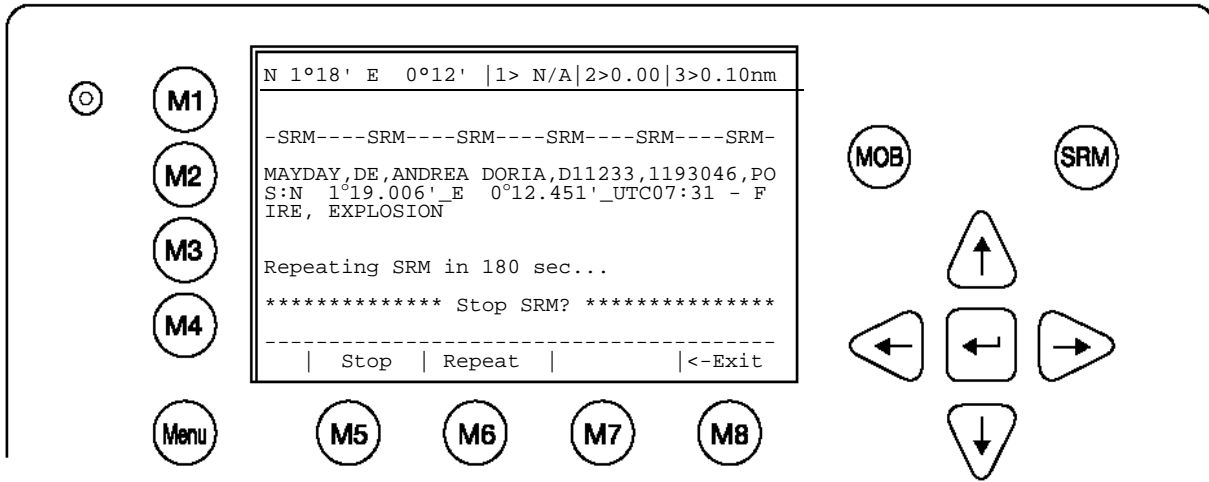 N 1°18' E  0°12' |1> N/A|2>0.00|3>0.10nm
M1
-SRM----SRM----SRM----SRM----SRM----SRM-
MOB
SRM
M2
MAYDAY,DE,ANDREA DORIA,D11233,1193046,PO
S:N  1°19.006'_E  0°12.451'_UTC07:31 - F
IRE, EXPLOSION
M3
Repeating SRM in 180 sec...
************** Stop SRM? ***************
M4
----------------------------------------
| Stop | Repeat | |<-Exit
Menu
M5
M6
M7
M8